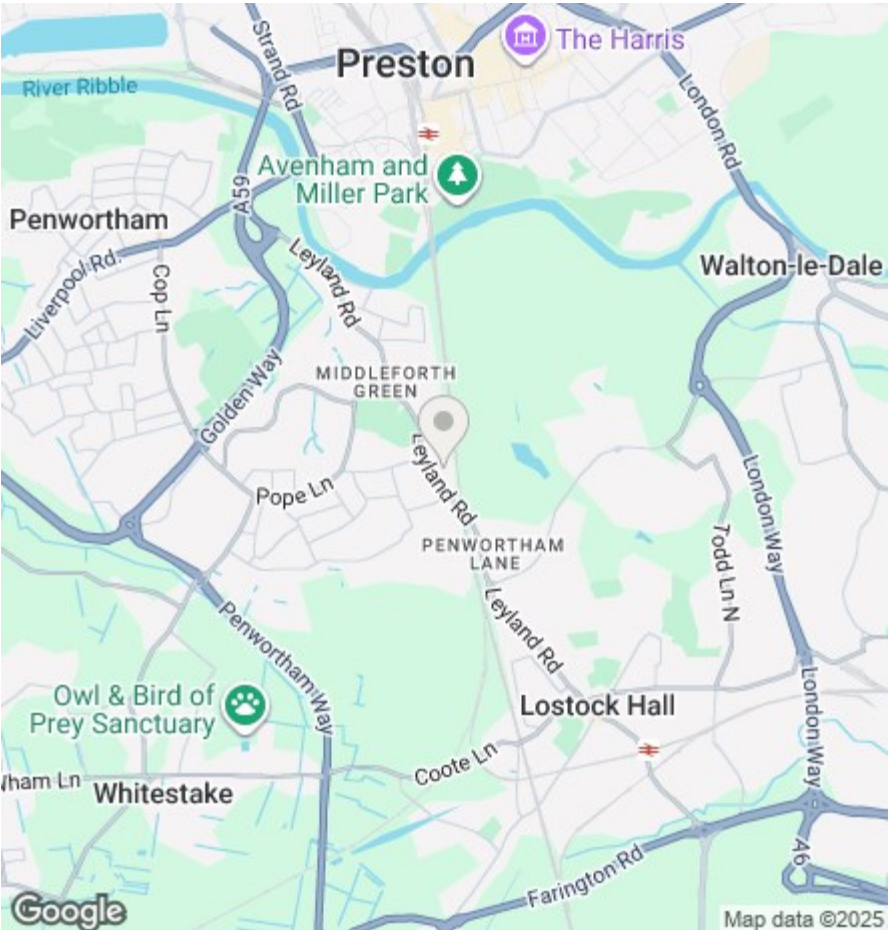 Strand Rd
Preston
The Harris
River Ribble
London Rd
A59
Avenham and
Miller Park
Penwortham
Liverpool Rd
Cop Ln
Leyland Rd
Walton-le-Dale
Golden Way
MIDDLEFORTH
GREEN
Leyland Rd
Pope Ln
London Way
Todd Ln N
PENWORTHAM
LANE
Leyland Rd
Penwortham Way
Owl & Bird of
Prey Sanctuary
Lostock Hall
London Way
Coote Ln
ham Ln
Whitestake
Farington Rd
A6
Google
Map data ©2025